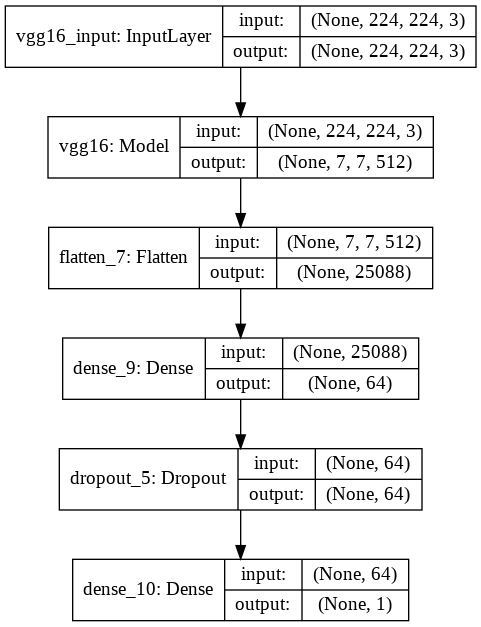 vgg16_input: InputLayer
input: (None, 224, 224, 3)
output: (None, 224, 224, 3)
vgg16: Model
input: (None, 224, 224, 3)
output: (None, 7, 7, 512)
flatten_7: Flatten
input: (None, 7, 7, 512)
output: (None, 25088)
dense_9: Dense
input: (None, 25088)
output: (None, 64)
dropout_5: Dropout
input: (None, 64)
output: (None, 64)
dense_10: Dense
input: (None, 64)
output: (None, 1)